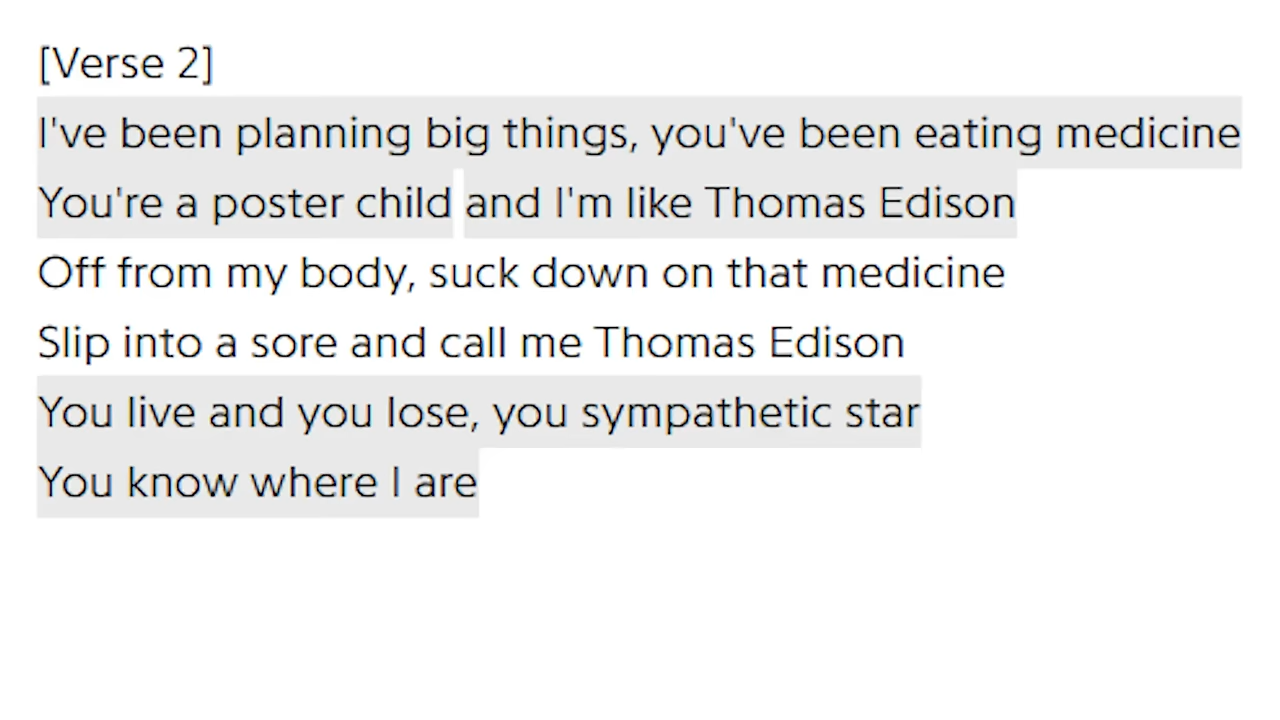 [Verse 2]
I've been planning big things, you've been eating medicine
You're a poster child and I'm like Thomas Edison
Off from my body, suck down on that medicine
Slip into a sore and call me Thomas Edison
You live and you lose, you sympathetic star
You know where I are